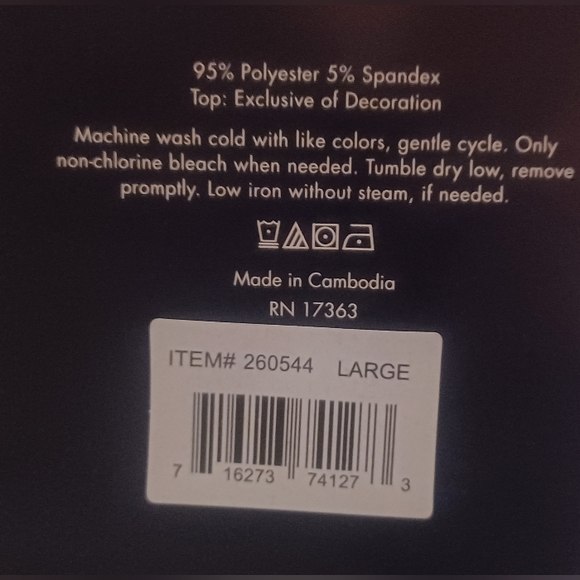 95% Polyester 5% Spandex
Top: Exclusive of Decoration
Machine wash cold with like colors, gentle cycle. Only
non-chlorine bleach when needed. Tumble dry low, remove
promptly. Low iron without steam, if needed.
Made in Cambodia
RN 17363
ITEM# 260544 LARGE
7 16273 74127 3